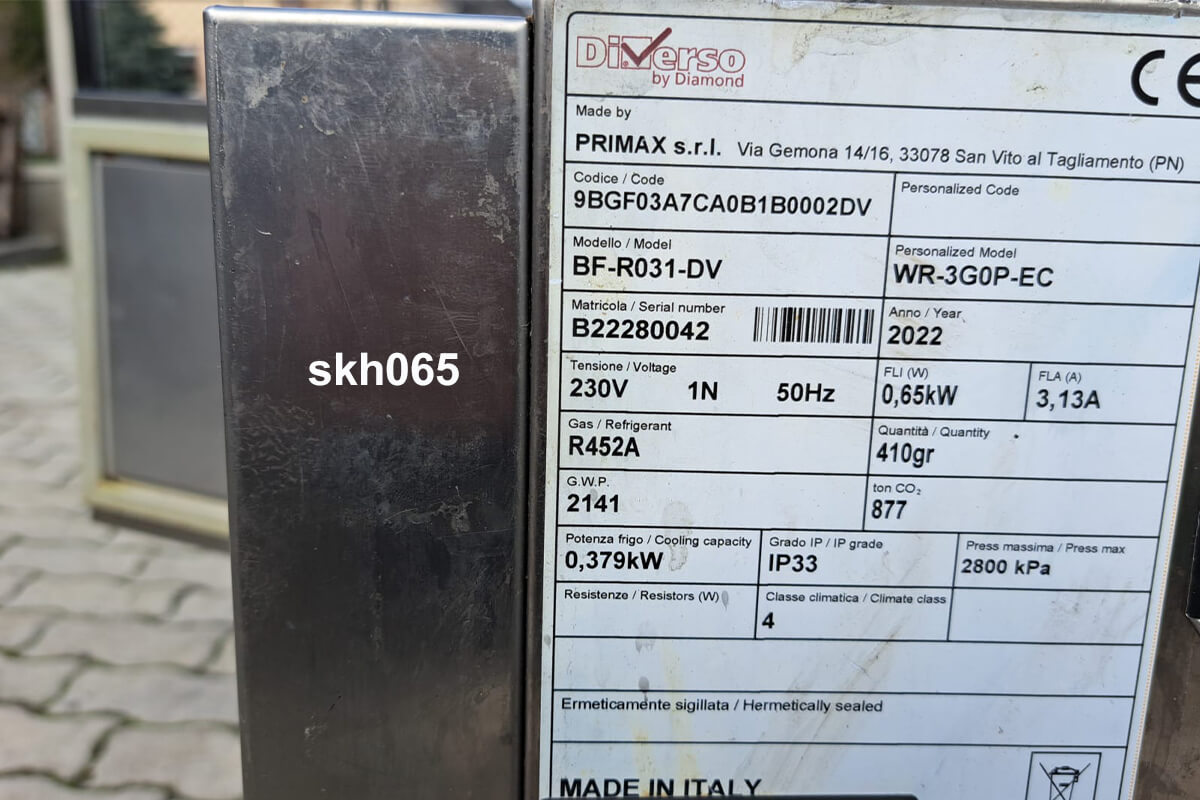 DiVerso
by Diamond
CE
Made by
PRIMAX s.r.l. Via Gemona 14/16, 33078 San Vito al Tagliamento (PN)
Codice / Code
9BGF03A7CA0B1B0002DV
Personalized Code
Modello / Model
BF-R031-DV
Personalized Model
WR-3G0P-EC
Matricola / Serial number
B22280042
Anno / Year
2022
skh065
Tensione / Voltage
230V 1N 50Hz
FLI (W)
0,65kW
FLA (A)
3,13A
Gas / Refrigerant
R452A
Quantità / Quantity
410gr
G.W.P.
2141
ton CO₂
877
Potenza frigo / Cooling capacity
0,379kW
Grado IP / IP grade
IP33
Press massima / Press max
2800 kPa
Resistenze / Resistors (W)
Classe climatica / Climate class
4
Ermeticamente sigillata / Hermetically sealed
MADE IN ITALY